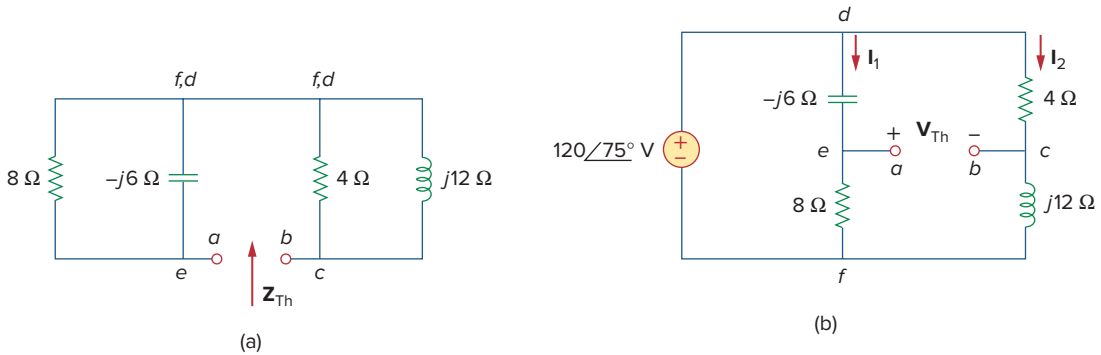 f,d
f,d
8 Ω
–j6 Ω
4 Ω
j12 Ω
a
b
e
c
Z_Th
(a)
d
I_1
I_2
–j6 Ω
4 Ω
120/75° V
+
–
e
+
V_Th
–
c
a
b
8 Ω
j12 Ω
f
(b)